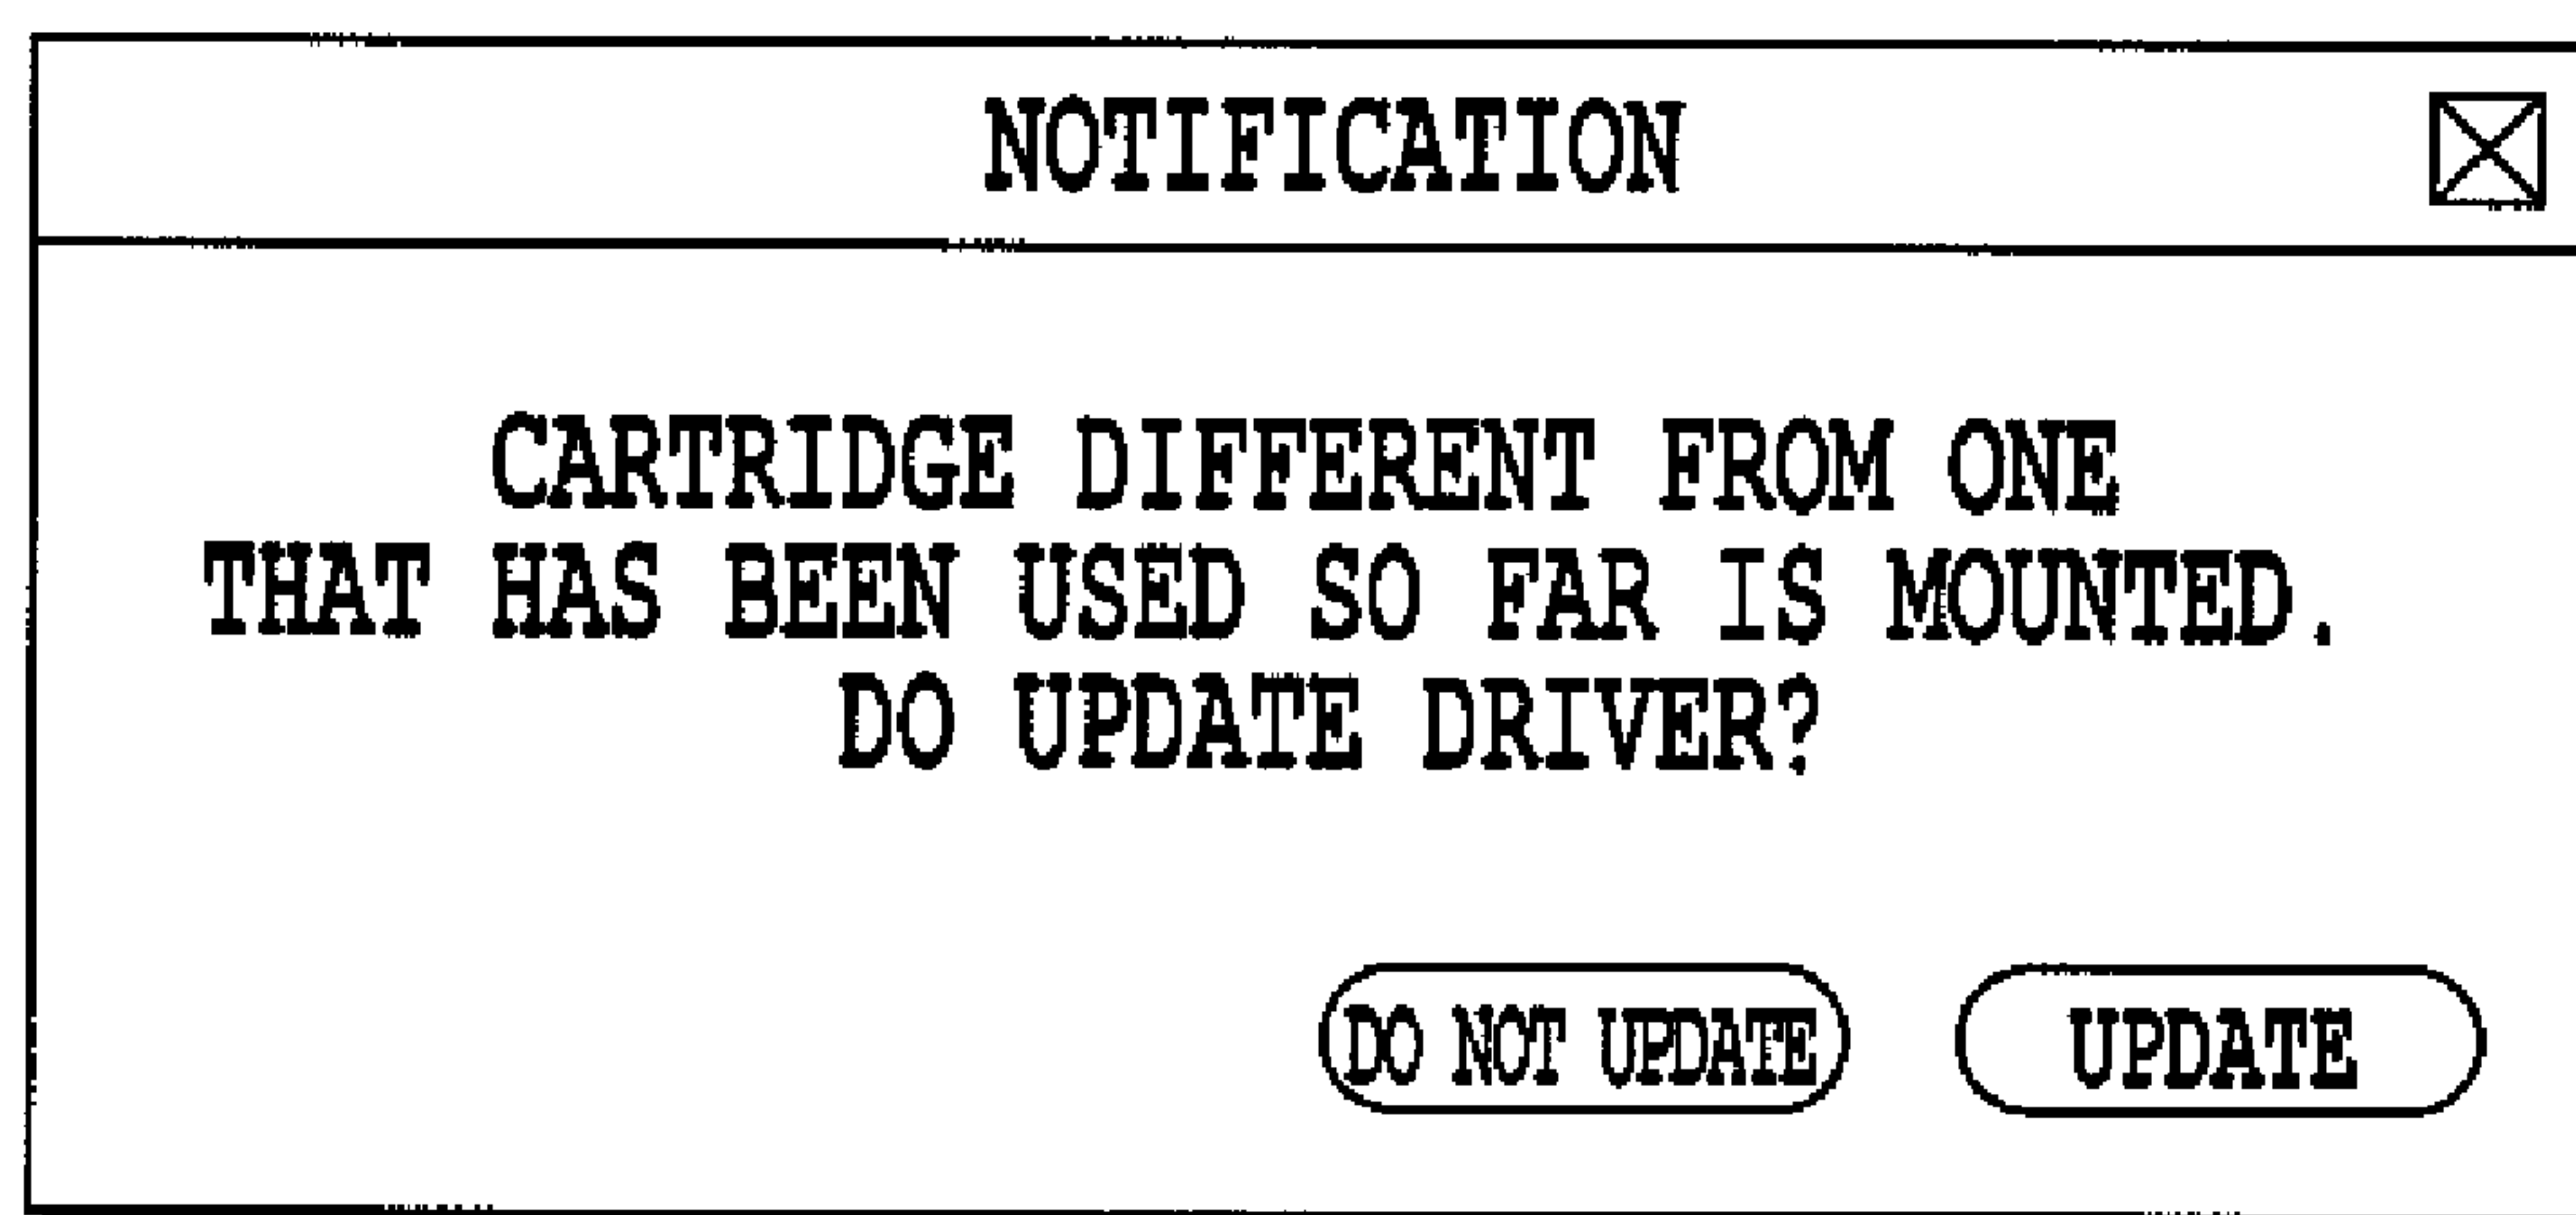 NOTIFICATION
CARTRIDGE DIFFERENT FROM ONE
THAT HAS BEEN USED SO FAR IS MOUNTED.
DO UPDATE DRIVER?
DO NOT UPDATE
UPDATE